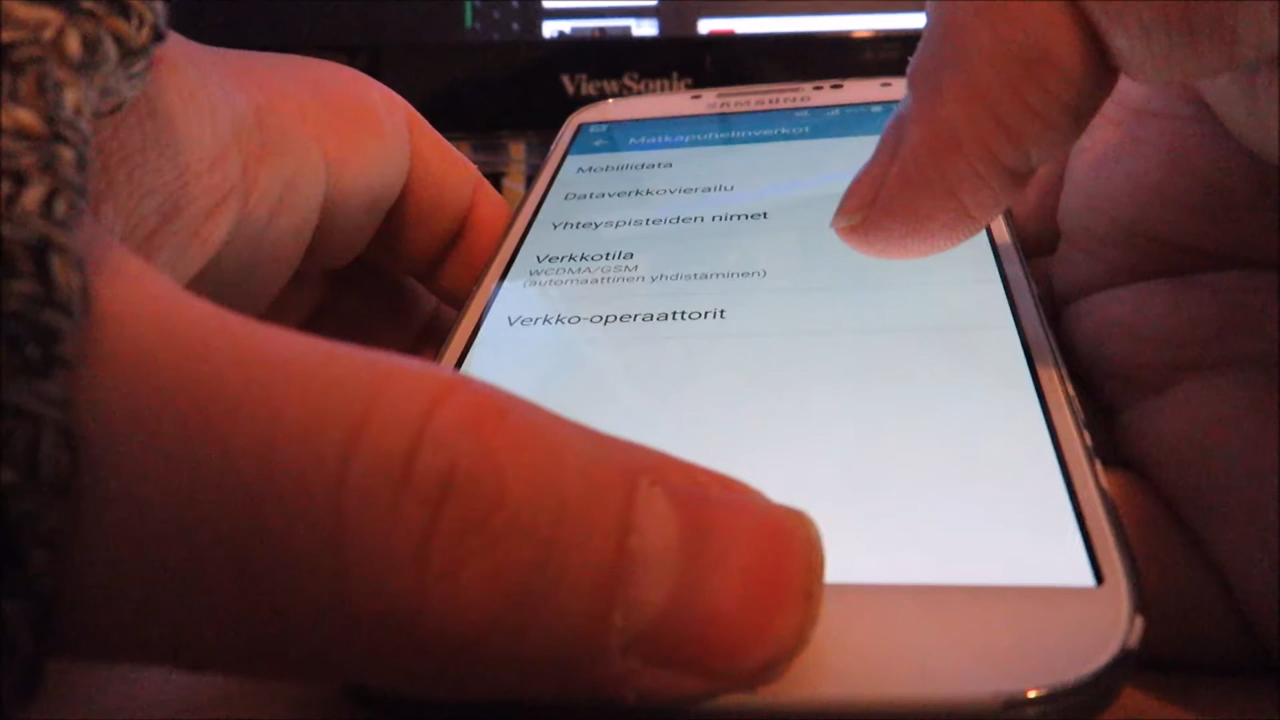 ViewSonic
SAMSUNG
Matkapuhelinverkot
Mobiilidata
Dataverkkovierailu
Yhteyspisteiden nimet
Verkkotila
WCDMA/GSM
(automaattinen yhdistäminen)
Verkko-operaattorit